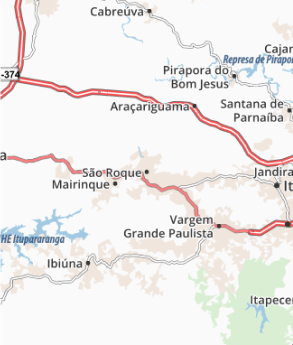 Cabreúva
Cajar
Represa de Pirapora
-374
Pirapora do
Bom Jesus
Araçariguama
Santana de
Parnaíba
a
São Roque
Jandira
Mairinque
It
Vargem
Grande Paulista
HE Itupararanga
Ibiúna
Itapecer